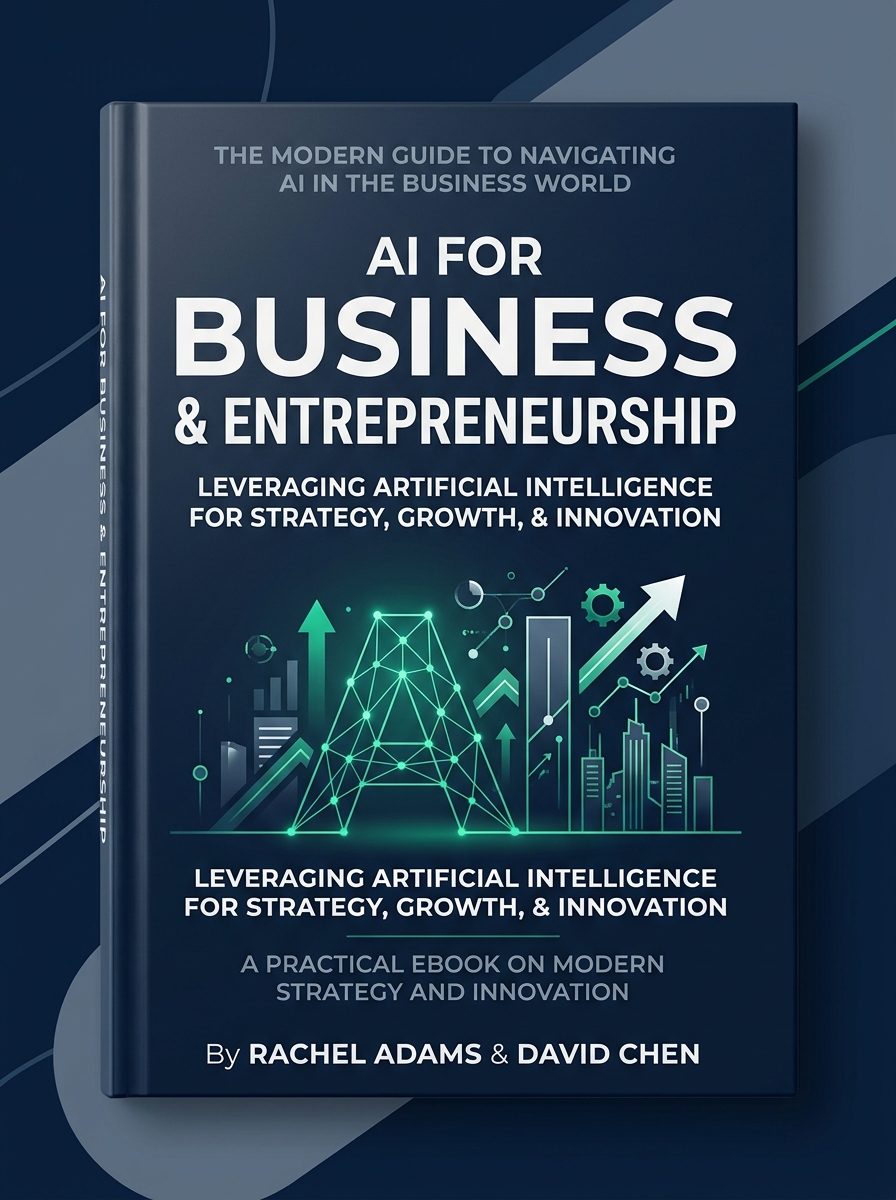 THE MODERN GUIDE TO NAVIGATING
AI IN THE BUSINESS WORLD
AI FOR
BUSINESS
& ENTREPRENEURSHIP
LEVERAGING ARTIFICIAL INTELLIGENCE
FOR STRATEGY, GROWTH, & INNOVATION
LEVERAGING ARTIFICIAL INTELLIGENCE
FOR STRATEGY, GROWTH, & INNOVATION
A PRACTICAL EBOOK ON MODERN
STRATEGY AND INNOVATION
By RACHEL ADAMS & DAVID CHEN
AI FOR BUSINESS & ENTREPRENEURSHIP